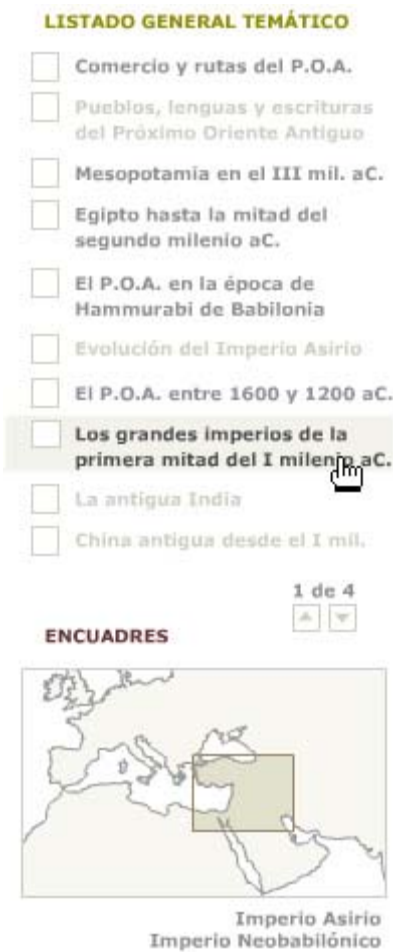 LISTADO GENERAL TEMÁTICO
Comercio y rutas del P.O.A.
Pueblos, lenguas y escrituras
del Próximo Oriente Antiguo
Mesopotamia en el III mil. aC.
Egipto hasta la mitad del
segundo milenio aC.
El P.O.A. en la época de
Hammurabi de Babilonia
Evolución del Imperio Asirio
El P.O.A. entre 1600 y 1200 aC.
Los grandes imperios de la
primera mitad del I milenio aC.
La antigua India
China antigua desde el I mil.
1 de 4
ENCUADRES
Imperio Asirio
Imperio Neobabilónico